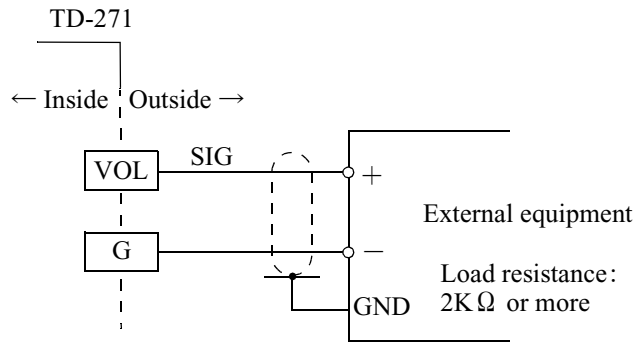 TD-271
← Inside Outside →
VOL SIG +
External equipment
G −
Load resistance:
2KΩ or more
GND